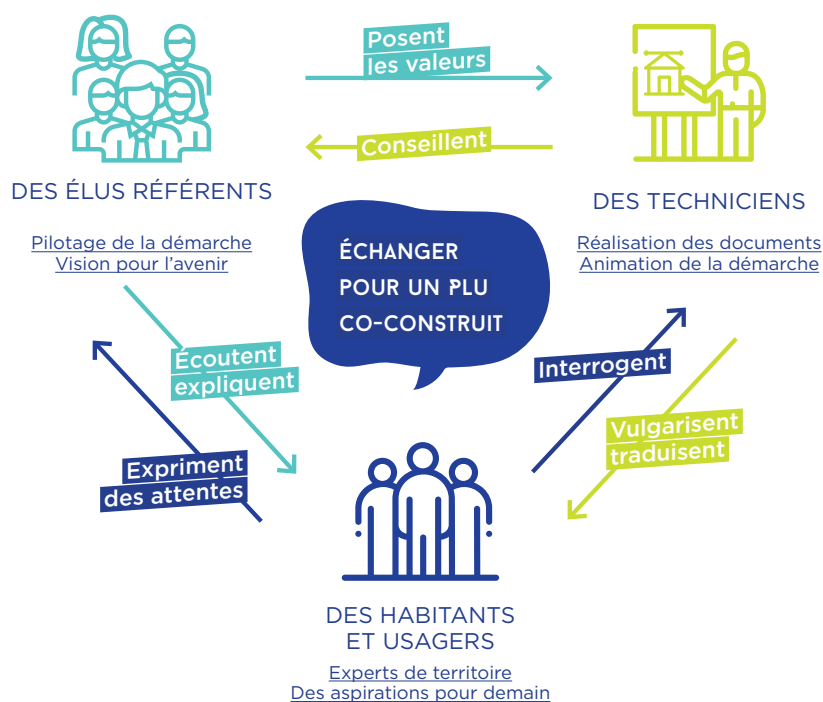 Posent
les valeurs
Conseillent
DES ÉLUS RÉFÉRENTS
Pilotage de la démarche
Vision pour l’avenir
DES TECHNICIENS
Réalisation des documents
Animation de la démarche
ÉCHANGER
POUR UN PLU
CO-CONSTRUIT
Écoutent
expliquent
Expriment
des attentes
Interrogent
Vulgarisent
traduisent
DES HABITANTS
ET USAGERS
Experts de territoire
Des aspirations pour demain